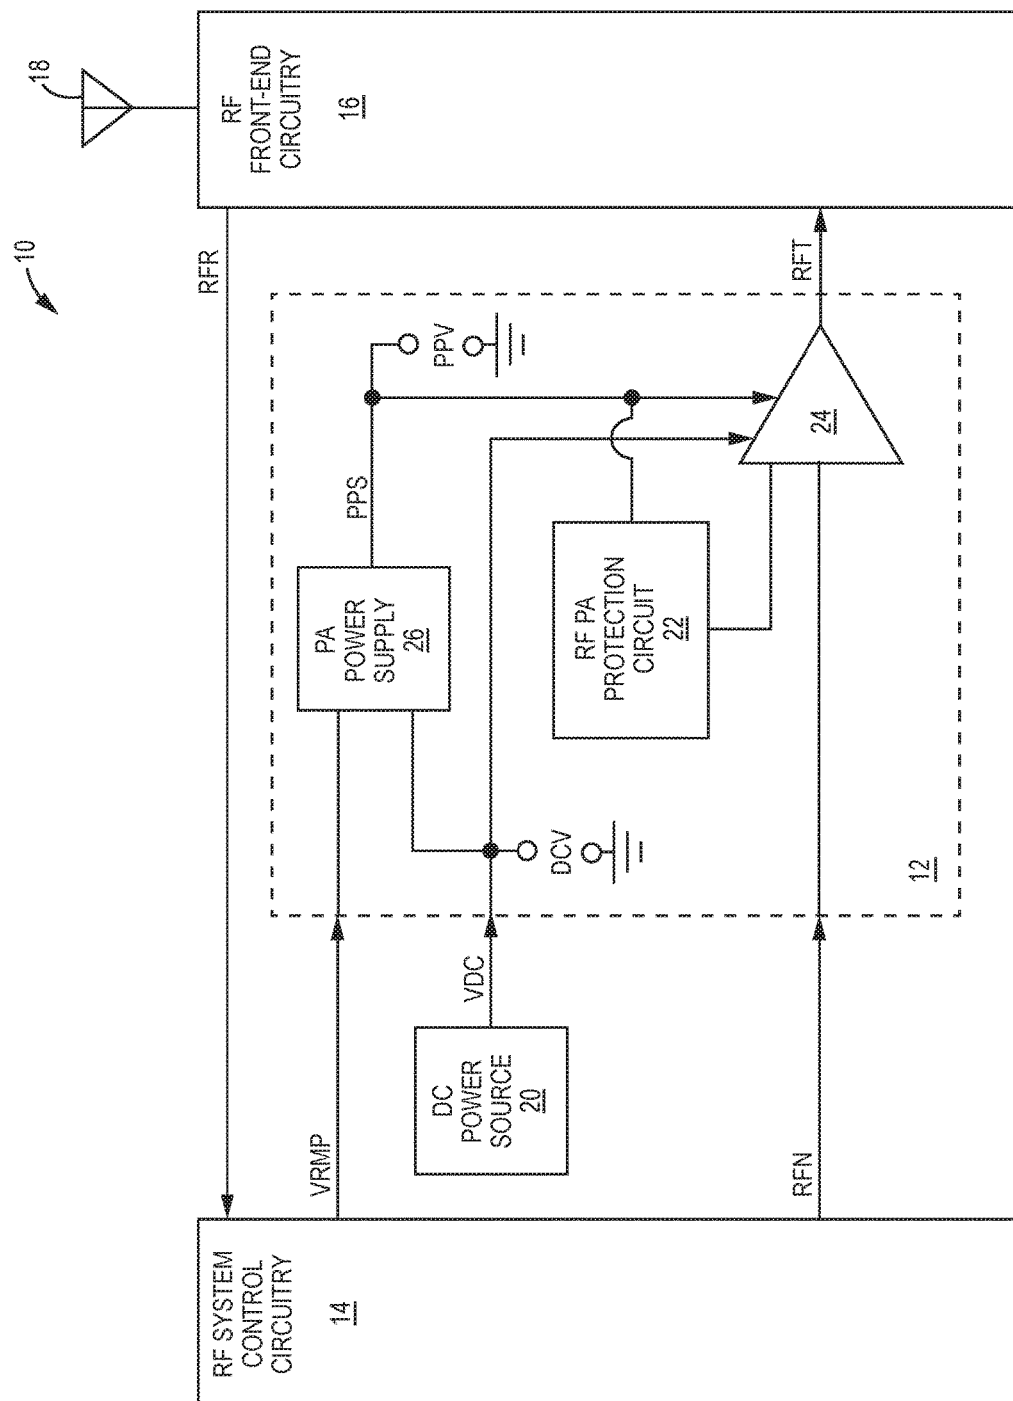 10
18
RF SYSTEM
CONTROL
CIRCUITRY
14
RFR
RF
FRONT-END
CIRCUITRY
16
VRMP
PA
POWER
SUPPLY
26
PPS
PPV
DC
POWER
SOURCE
20
VDC
DCV
RF PA
PROTECTION
CIRCUIT
22
24
RFN
RFT
12